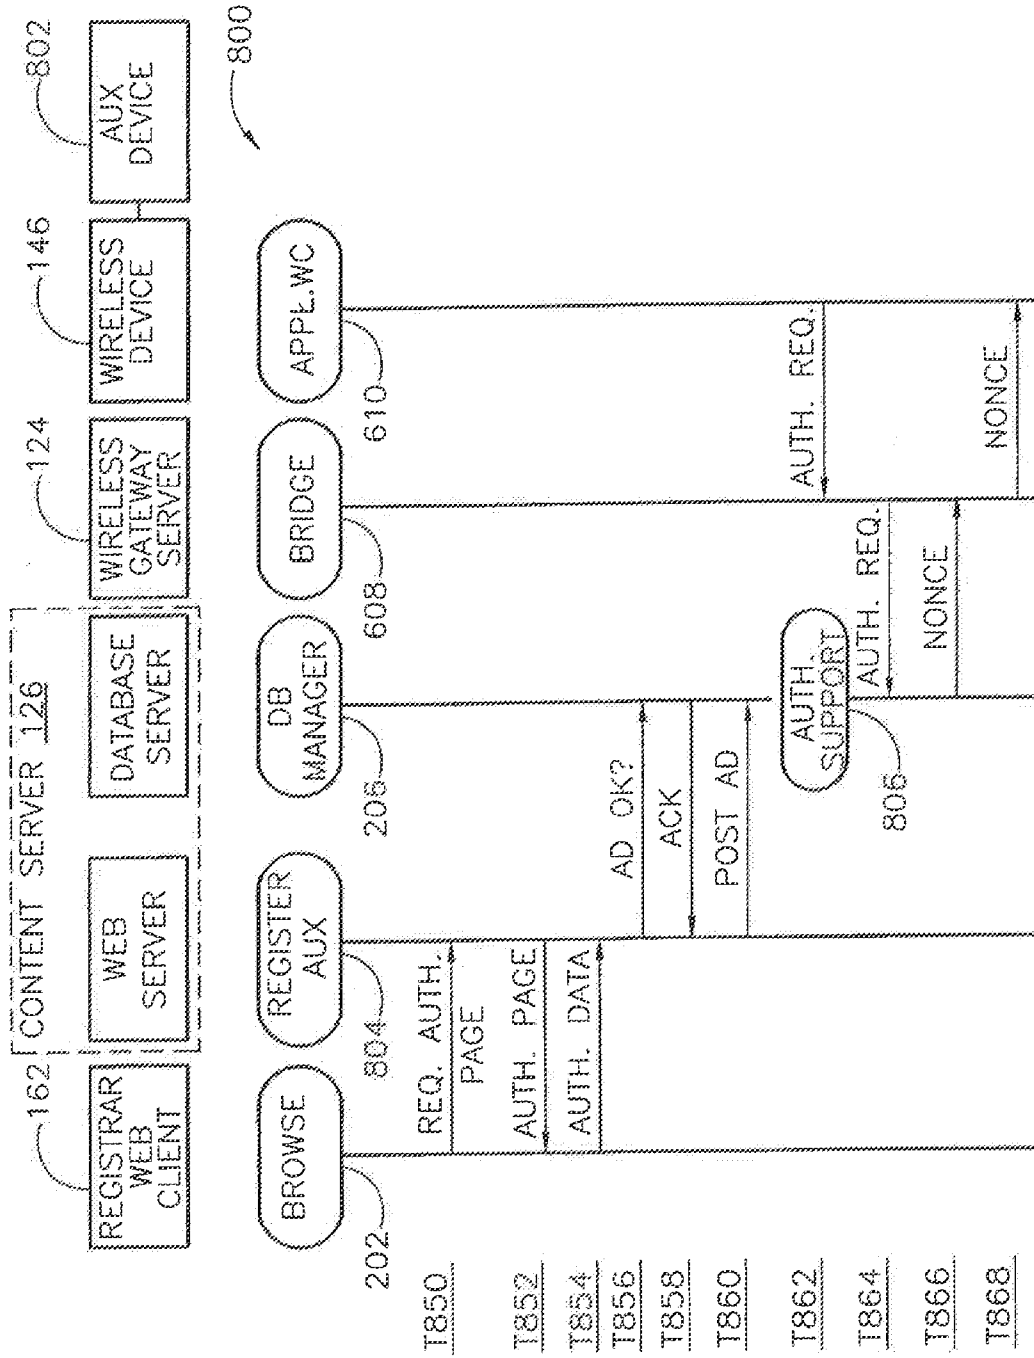 802
146
124
CONTENT SERVER 126
162
AUX
DEVICE
WIRELESS
DEVICE
WIRELESS
GATEWAY
SERVER
DATABASE
SERVER
WEB
SERVER
REGISTRAR
WEB
CLIENT
800
APPL.WC
BRIDGE
DB
MANAGER
REGISTER
AUX
BROWSE
610
608
206
804
202
T850
REQ. AUTH.
PAGE
T852
AUTH. PAGE
T854
AUTH. DATA
T856
AD OK?
T858
ACK
T860
POST AD
T862
AUTH. REQ.
AUTH.
SUPPORT
806
T864
AUTH. REQ.
T866
NONCE
T868
NONCE